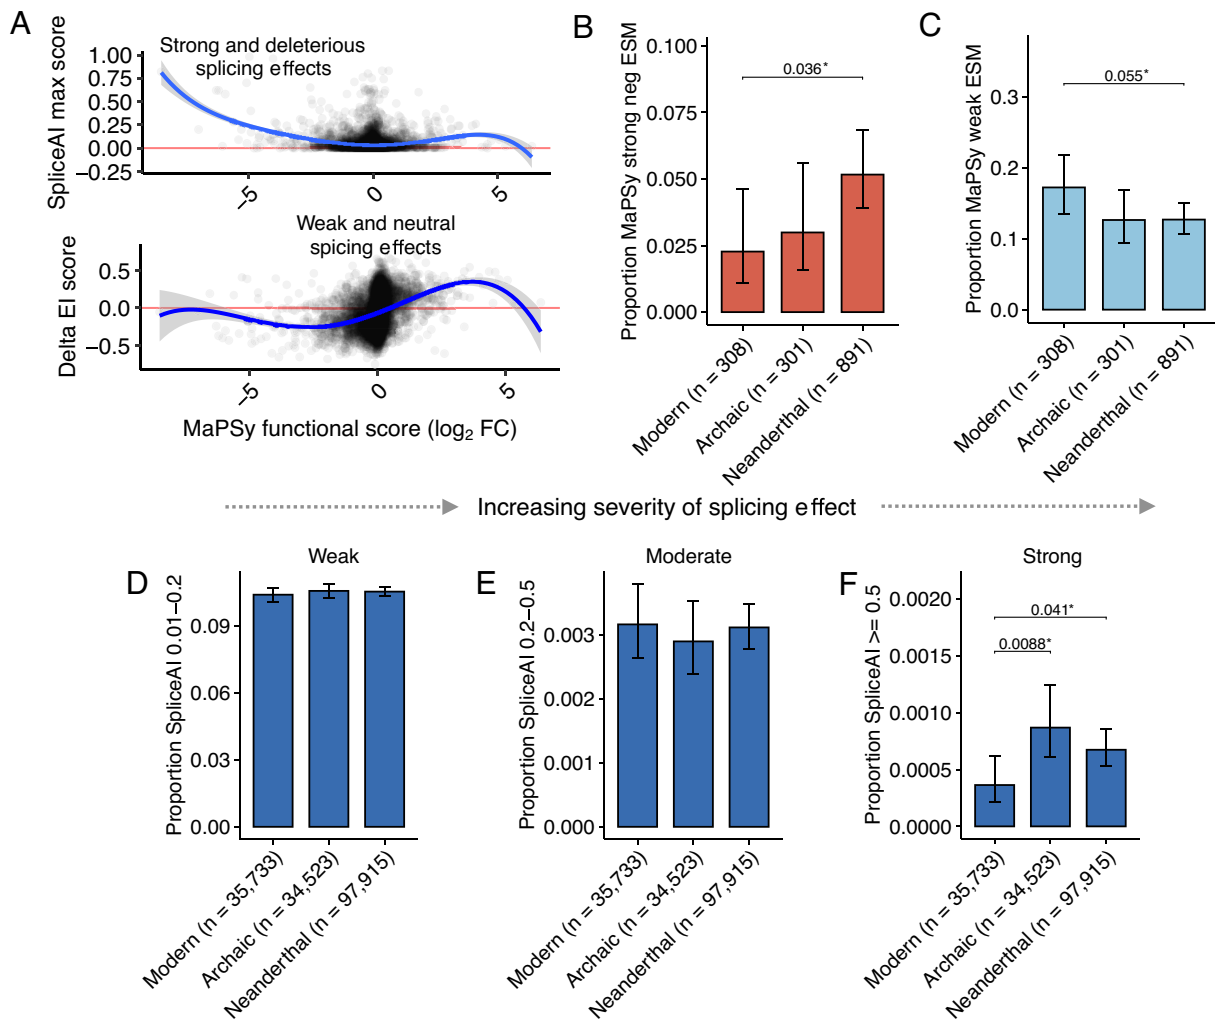 A
SpliceAI max score
1.00
0.75
0.50
0.25
0.00
−0.25
Strong and deleterious
splicing effects
−5
0
5
Delta EI score
0.5
0.0
−0.5
Weak and neutral
spicing effects
−5
0
5
MaPSy functional score (log₂ FC)
B
Proportion MaPSy strong neg ESM
0.100
0.075
0.050
0.025
0.000
0.036*
Modern (n = 308)
Archaic (n = 301)
Neanderthal (n = 891)
C
Proportion MaPSy weak ESM
0.3
0.2
0.1
0.0
0.055*
Modern (n = 308)
Archaic (n = 301)
Neanderthal (n = 891)
Increasing severity of splicing effect
D
Weak
Proportion SpliceAI 0.01−0.2
0.09
0.06
0.03
0.00
Modern (n = 35,733)
Archaic (n = 34,523)
Neanderthal (n = 97,915)
E
Moderate
Proportion SpliceAI 0.2−0.5
0.003
0.002
0.001
0.000
Modern (n = 35,733)
Archaic (n = 34,523)
Neanderthal (n = 97,915)
F
Strong
Proportion SpliceAI >= 0.5
0.0020
0.0015
0.0010
0.0005
0.0000
0.041*
0.0088*
Modern (n = 35,733)
Archaic (n = 34,523)
Neanderthal (n = 97,915)